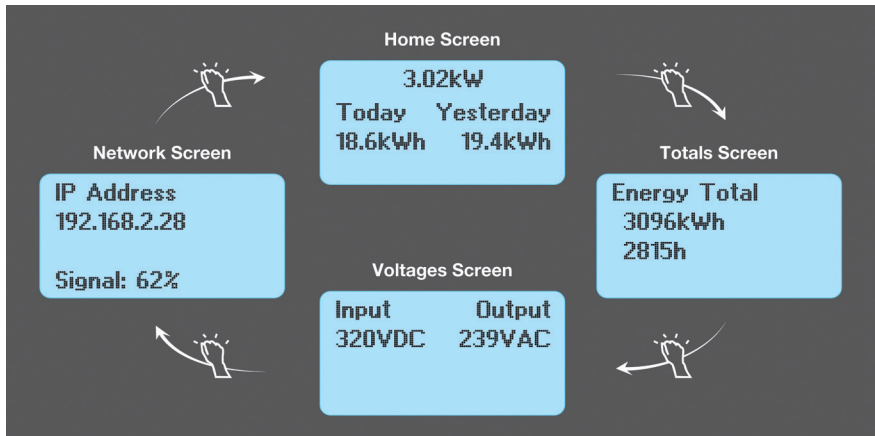 Home Screen
3.02kW
Today Yesterday
18.6kWh 19.4kWh
Network Screen
IP Address
192.168.2.28
Signal: 62%
Totals Screen
Energy Total
3096kWh
2815h
Voltages Screen
Input Output
320VDC 239VAC